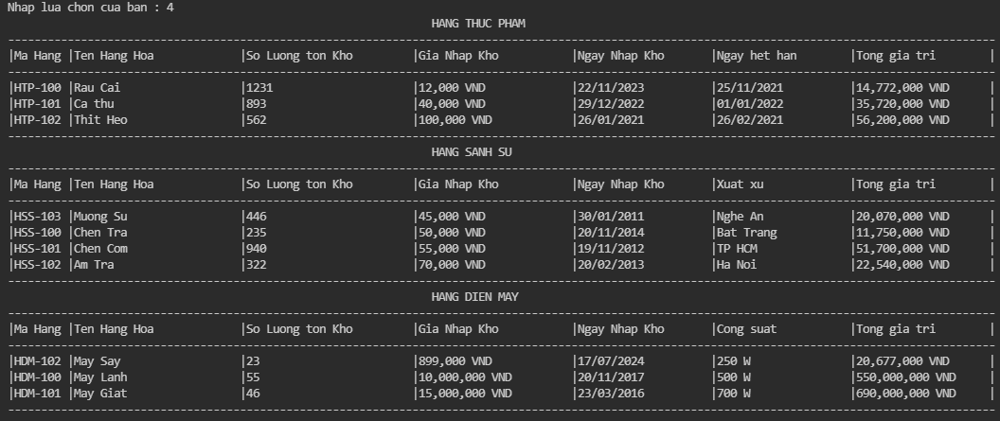 Nhap lua chon cua ban : 4
HANG THUC PHAM
|Ma Hang |Ten Hang Hoa |So Luong ton Kho |Gia Nhap Kho |Ngay Nhap Kho |Ngay het han |Tong gia tri |
|HTP-100 |Rau Cai |1231 |12,000 VND |22/11/2023 |25/11/2021 |14,772,000 VND |
|HTP-101 |Ca thu |893 |40,000 VND |29/12/2022 |01/01/2022 |35,720,000 VND |
|HTP-102 |Thit Heo |562 |100,000 VND |26/01/2021 |26/02/2021 |56,200,000 VND |
HANG SANH SU
|Ma Hang |Ten Hang Hoa |So Luong ton Kho |Gia Nhap Kho |Ngay Nhap Kho |Xuat xu |Tong gia tri |
|HSS-103 |Muong Su |446 |45,000 VND |30/01/2011 |Nghe An |20,070,000 VND |
|HSS-100 |Chen Tra |235 |50,000 VND |20/11/2014 |Bat Trang |11,750,000 VND |
|HSS-101 |Chen Com |940 |55,000 VND |19/11/2012 |TP HCM |51,700,000 VND |
|HSS-102 |Am Tra |322 |70,000 VND |20/02/2013 |Ha Noi |22,540,000 VND |
HANG DIEN MAY
|Ma Hang |Ten Hang Hoa |So Luong ton Kho |Gia Nhap Kho |Ngay Nhap Kho |Cong suat |Tong gia tri |
|HDM-102 |May Say |23 |899,000 VND |17/07/2024 |250 W |20,677,000 VND |
|HDM-100 |May Lanh |55 |10,000,000 VND |20/11/2017 |500 W |550,000,000 VND |
|HDM-101 |May Giat |46 |15,000,000 VND |23/03/2016 |700 W |690,000,000 VND |